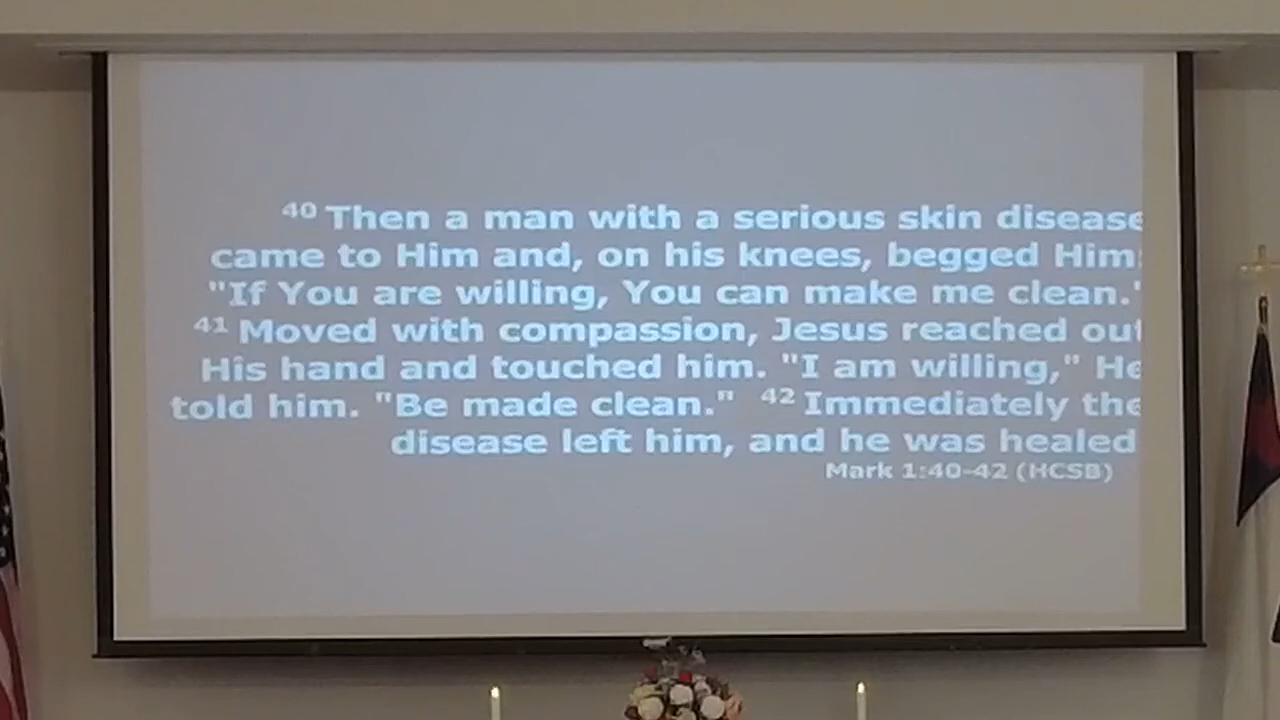 40 Then a man with a serious skin disease
came to Him and, on his knees, begged Him:
"If You are willing, You can make me clean."
41 Moved with compassion, Jesus reached out
His hand and touched him. "I am willing," He
told him. "Be made clean." 42 Immediately the
disease left him, and he was healed
Mark 1:40-42 (HCSB)